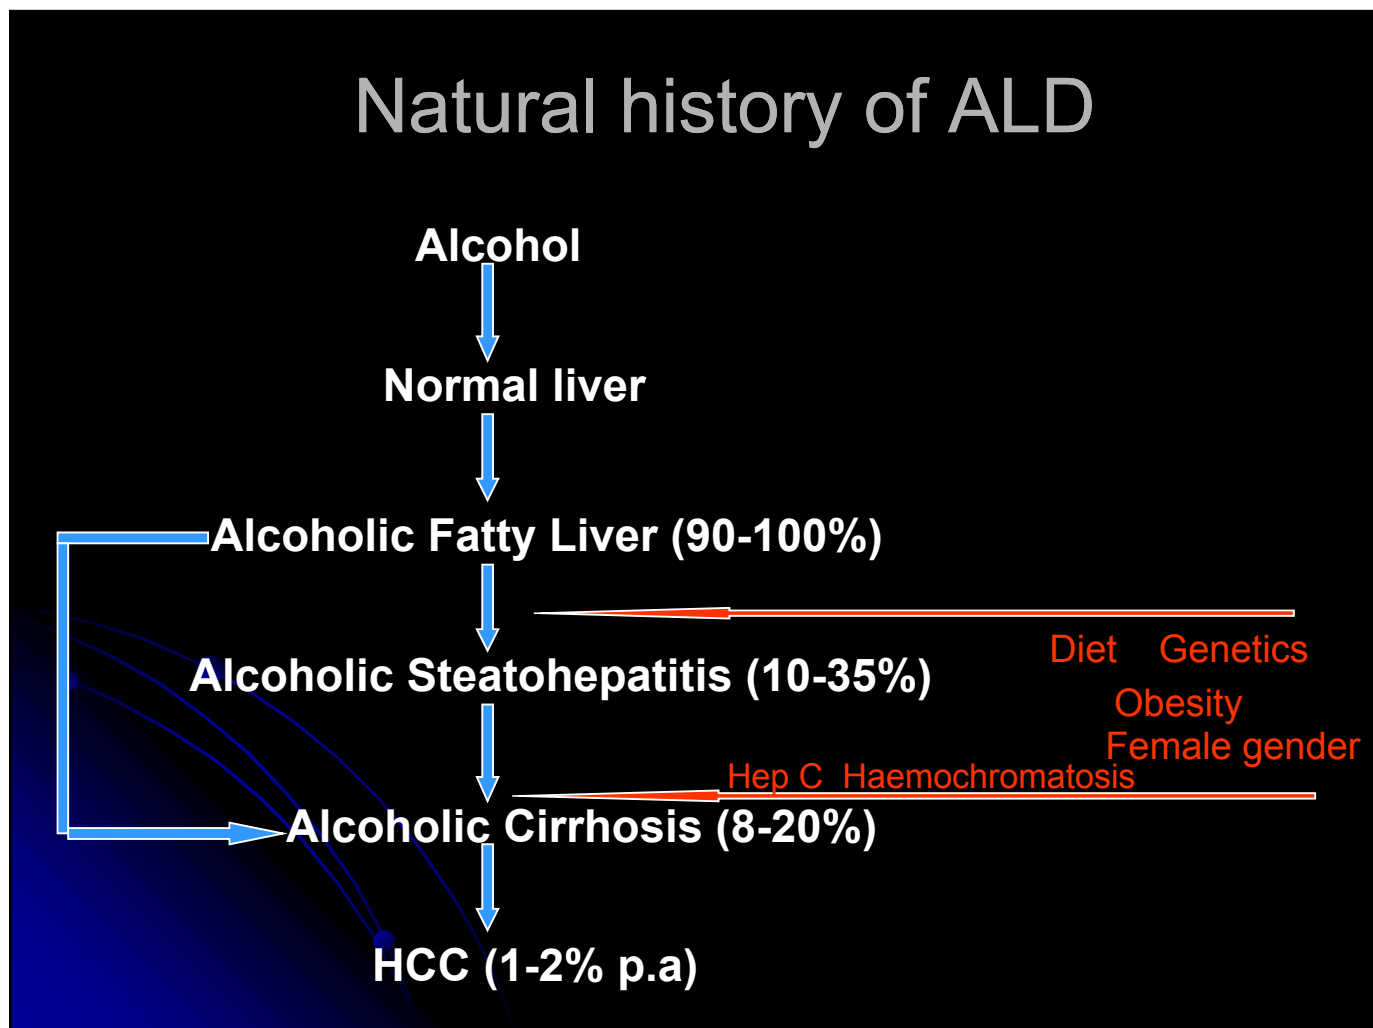 Natural history of ALD
Alcohol
Normal liver
Alcoholic Fatty Liver (90-100%)
Diet Genetics
Alcoholic Steatohepatitis (10-35%)
Obesity
Female gender
Hep C Haemochromatosis
Alcoholic Cirrhosis (8-20%)
HCC (1-2% p.a)